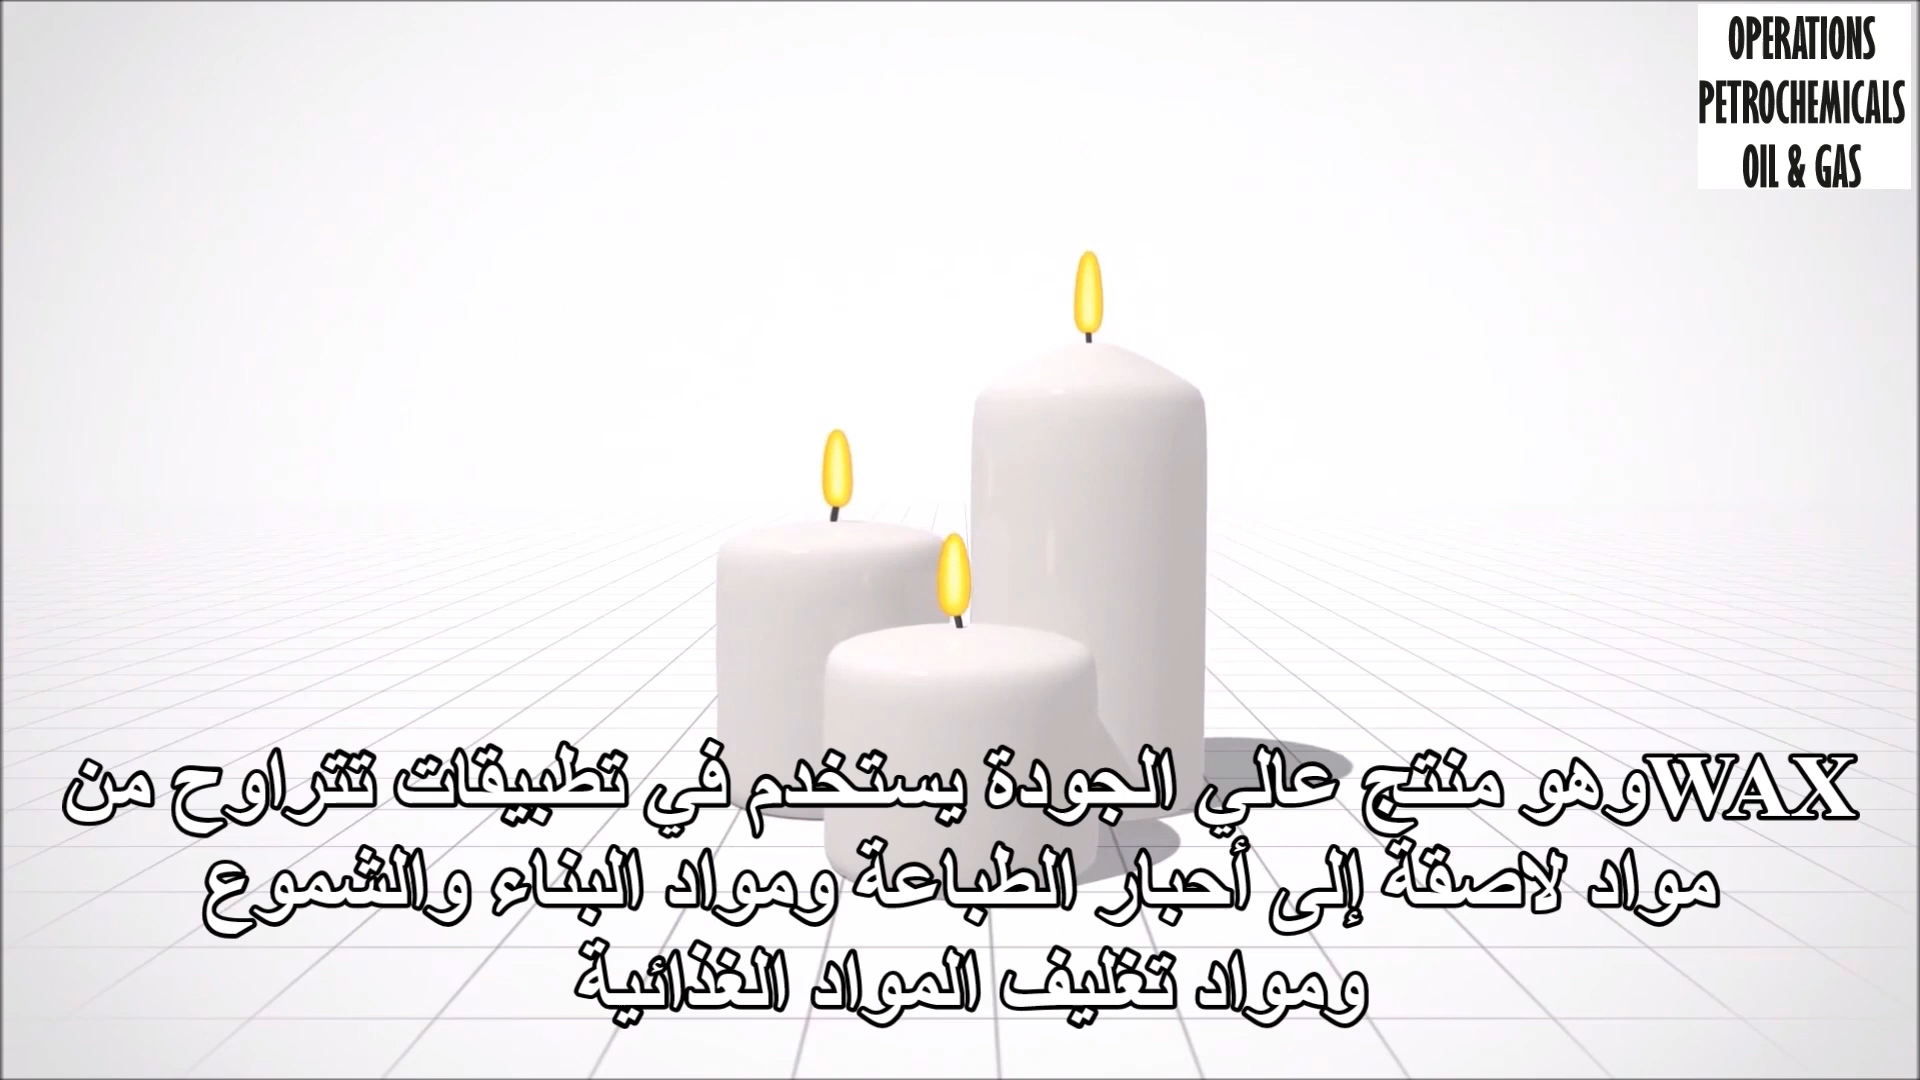 OPERATIONS
PETROCHEMICALS
OIL & GAS
WAXوهو منتج عالي الجودة يستخدم في تطبيقات تتراوح من
مواد لاصقة إلى أحبار الطباعة ومواد البناء والشموع
ومواد تغليف المواد الغذائية